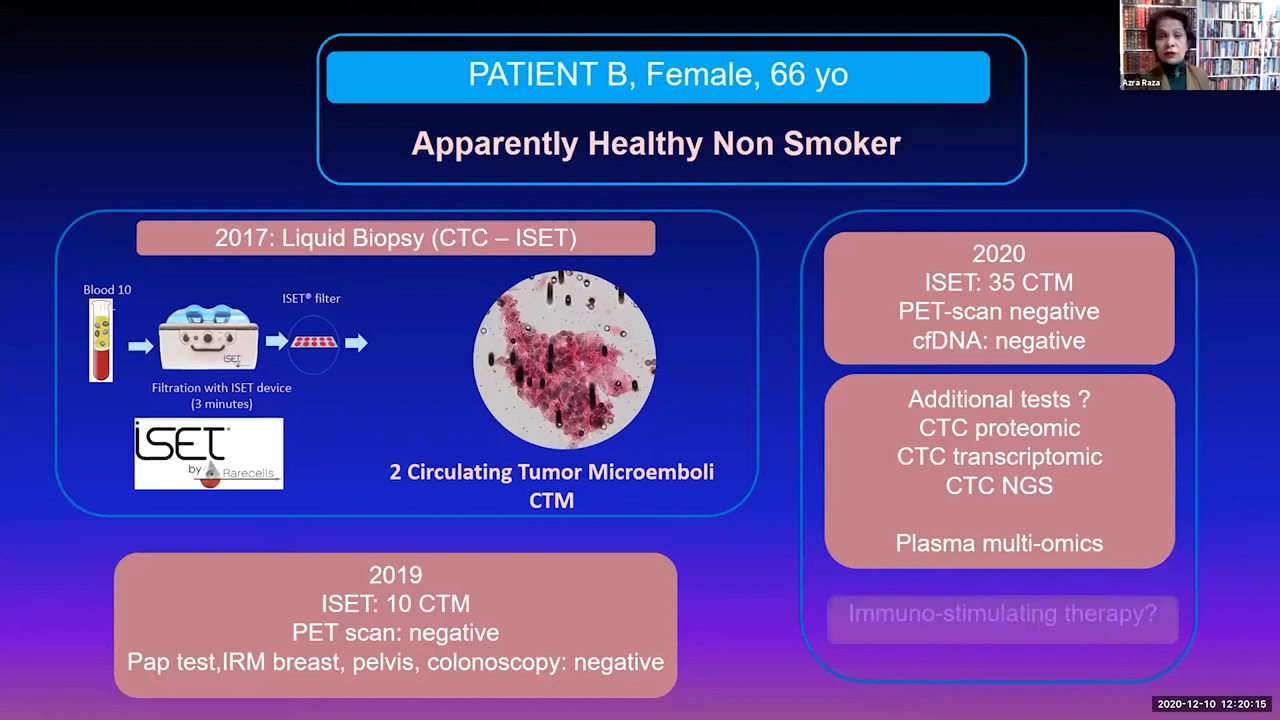 PATIENT B, Female, 66 yo
Apparently Healthy Non Smoker
Azra Raza
2017: Liquid Biopsy (CTC – ISET)
Blood 10
ISET® filter
iSET
Filtration with ISET device
(3 minutes)
iSET®
by Rarecells
2 Circulating Tumor Microemboli
CTM
2019
ISET: 10 CTM
PET scan: negative
Pap test,IRM breast, pelvis, colonoscopy: negative
2020
ISET: 35 CTM
PET-scan negative
cfDNA: negative
Additional tests ?
CTC proteomic
CTC transcriptomic
CTC NGS
Plasma multi-omics
Immuno-stimulating therapy?
2020-12-10 12:20:15